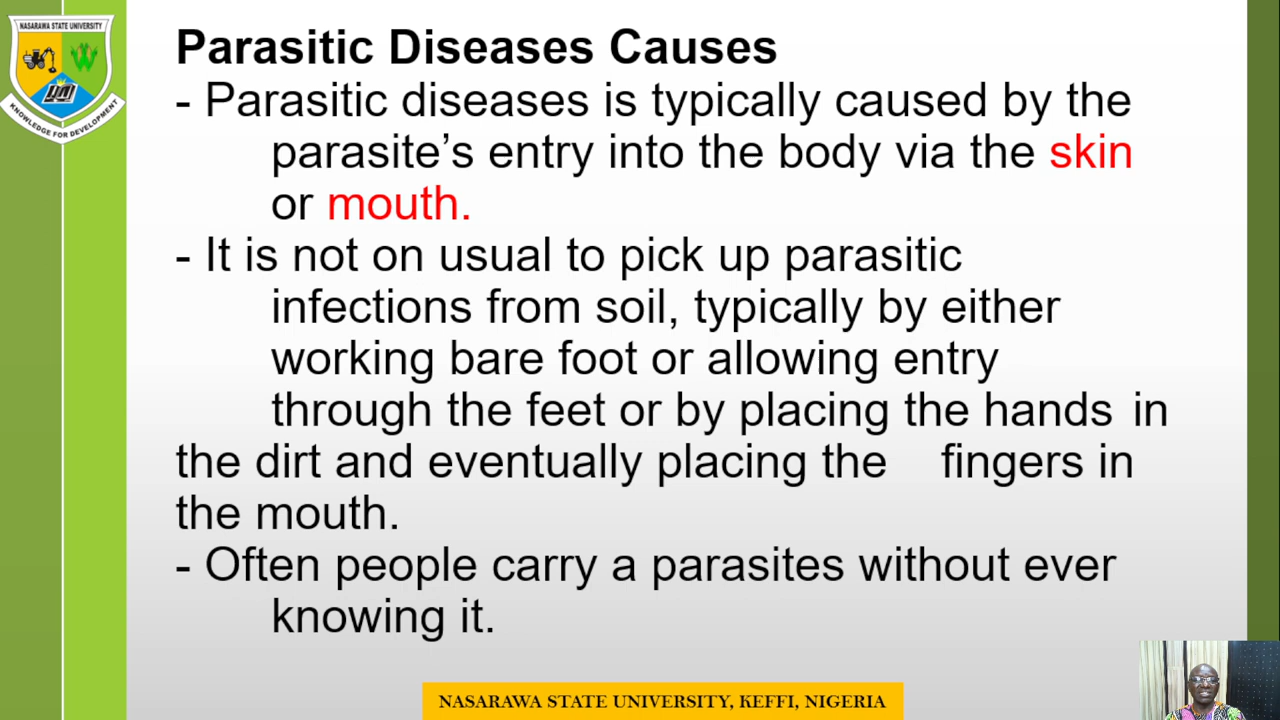 NASARAWA STATE UNIVERSITY
KNOWLEDGE FOR DEVELOPMENT
Parasitic Diseases Causes
- Parasitic diseases is typically caused by the
parasite’s entry into the body via the skin
or mouth.
- It is not on usual to pick up parasitic
infections from soil, typically by either
working bare foot or allowing entry
through the feet or by placing the hands in
the dirt and eventually placing the fingers in
the mouth.
- Often people carry a parasites without ever
knowing it.
NASARAWA STATE UNIVERSITY, KEFFI, NIGERIA